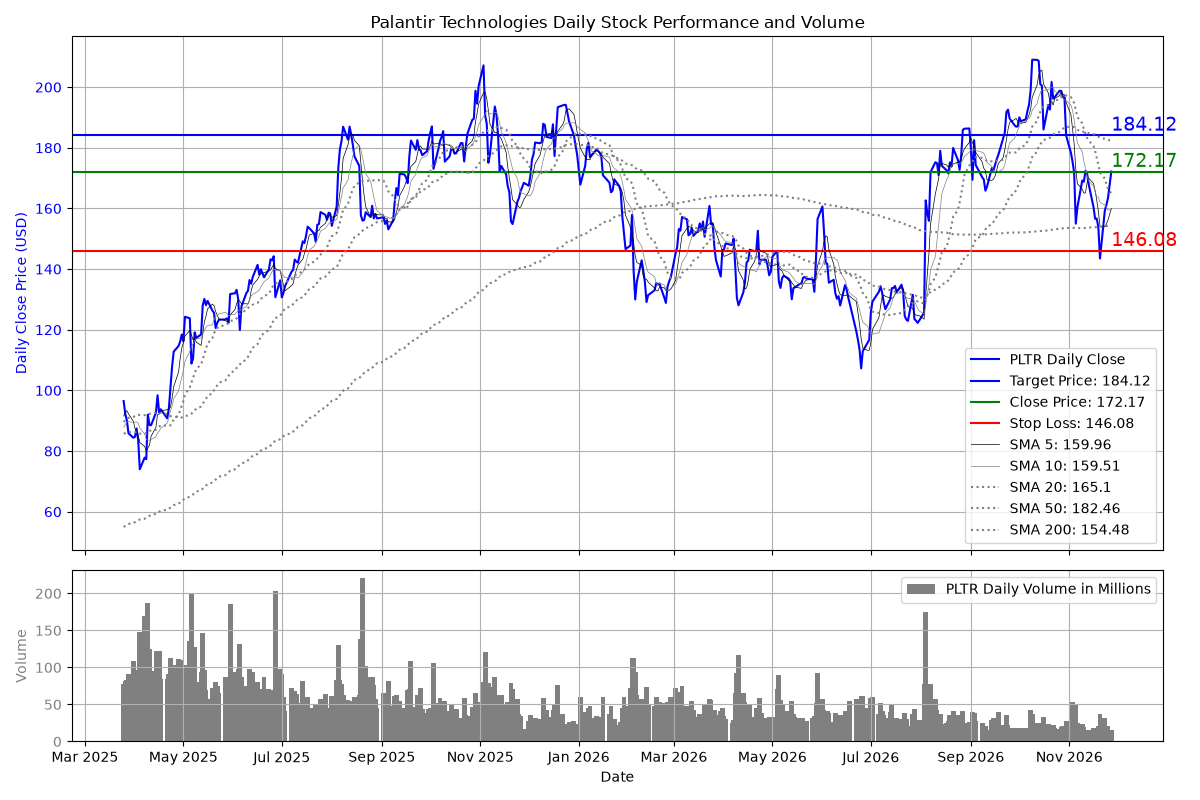 Palantir Technologies Daily Stock Performance and Volume
Daily Close Price (USD)
200
180
160
140
120
100
80
60
184.12
172.17
146.08
PLTR Daily Close
Target Price: 184.12
Close Price: 172.17
Stop Loss: 146.08
SMA 5: 159.96
SMA 10: 159.51
SMA 20: 165.1
SMA 50: 182.46
SMA 200: 154.48
Volume
200
150
100
50
0
PLTR Daily Volume in Millions
Mar 2025 May 2025 Jul 2025 Sep 2025 Nov 2025 Jan 2026 Mar 2026 May 2026 Jul 2026 Sep 2026 Nov 2026
Date